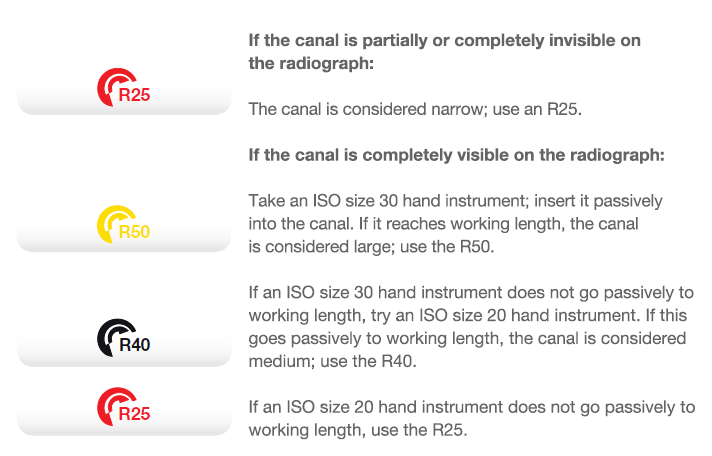 If the canal is partially or completely invisible on
the radiograph:
R25
The canal is considered narrow; use an R25.
If the canal is completely visible on the radiograph:
Take an ISO size 30 hand instrument; insert it passively
into the canal. If it reaches working length, the canal
is considered large; use the R50.
R50
If an ISO size 30 hand instrument does not go passively to
working length, try an ISO size 20 hand instrument. If this
goes passively to working length, the canal is considered
medium; use the R40.
R40
If an ISO size 20 hand instrument does not go passively to
working length, use the R25.
R25